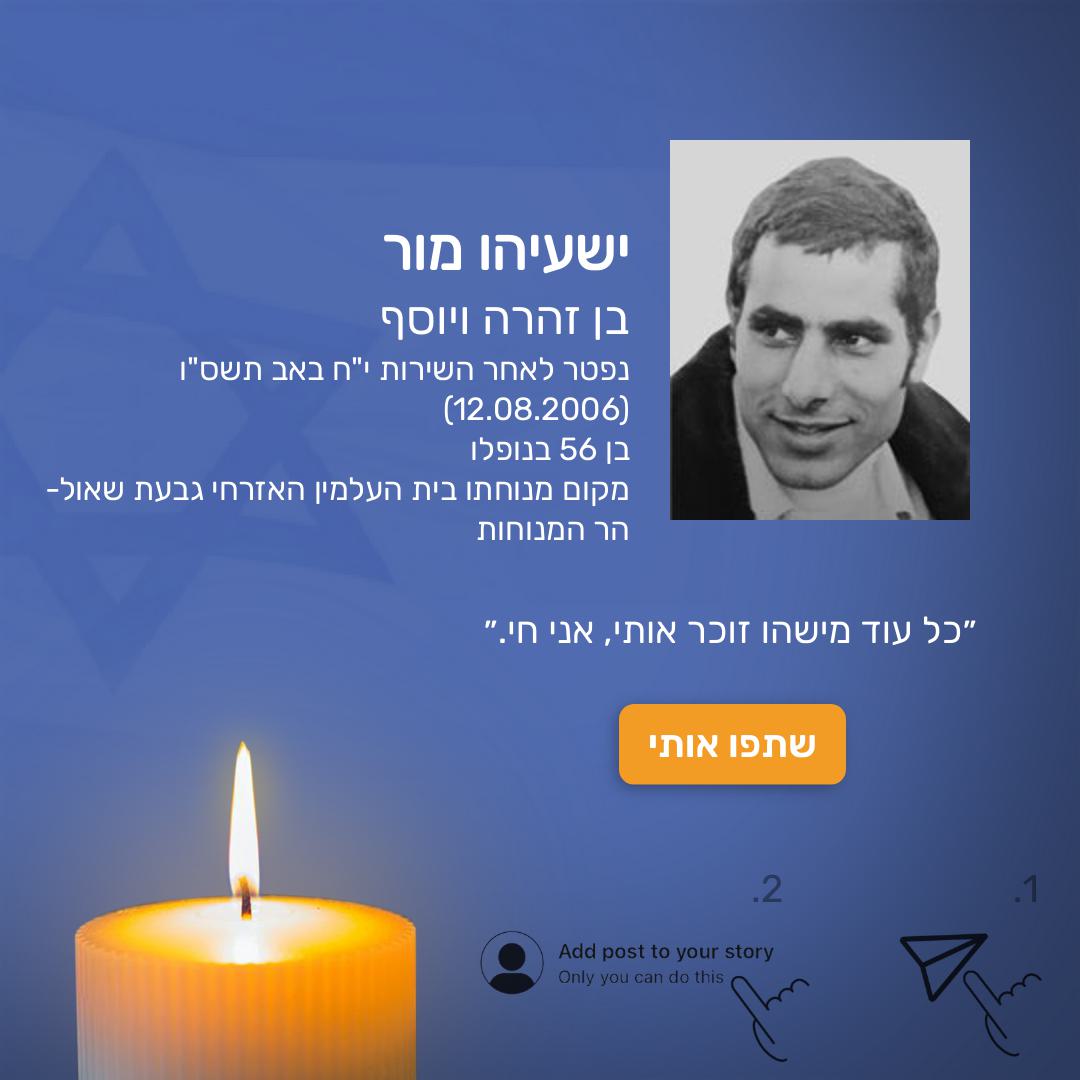 ישעיהו מור
בן זהרה ויוסף
נפטר לאחר השירות י"ח באב תשס"ו
(12.08.2006)
בן 56 בנופלו
מקום מנוחתו בית העלמין האזרחי גבעת שאול-
הר המנוחות
״כל עוד מישהו זוכר אותי, אני חי.״
שתפו אותי
1.
2.
Add post to your story
Only you can do this